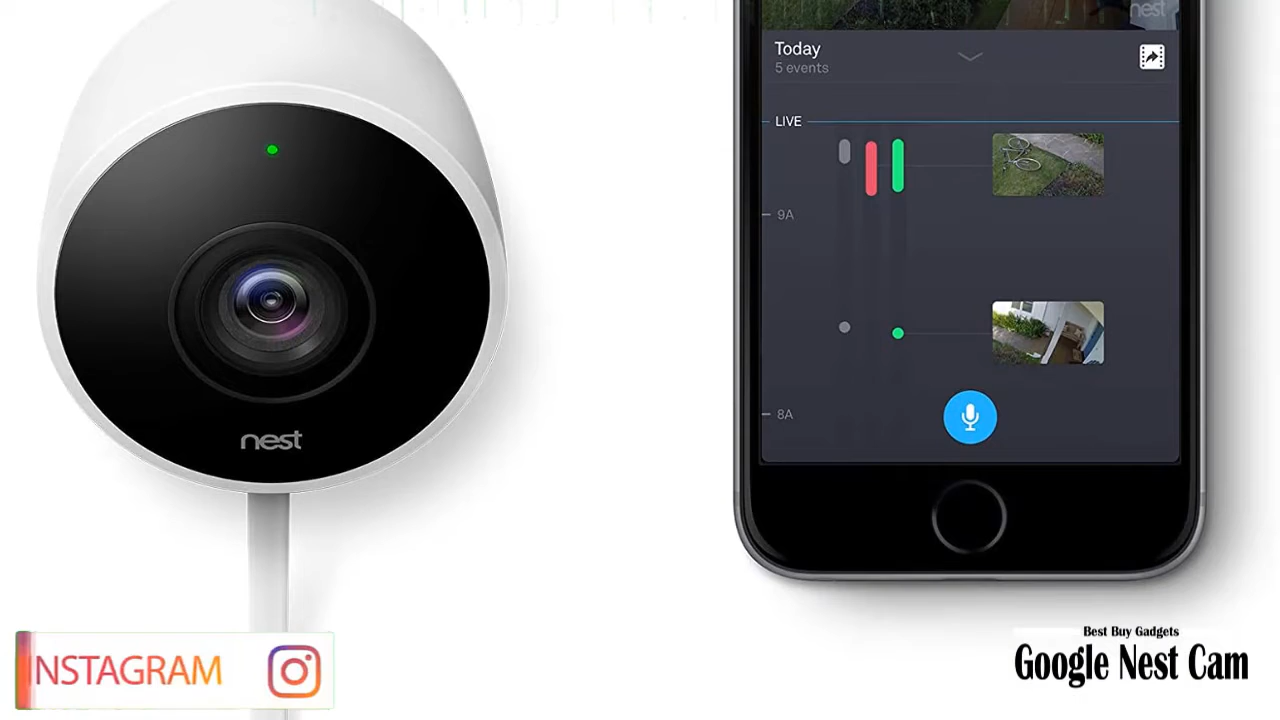 nest
Today
5 events
LIVE
9A
8A
nest
NSTAGRAM
Best Buy Gadgets
Google Nest Cam